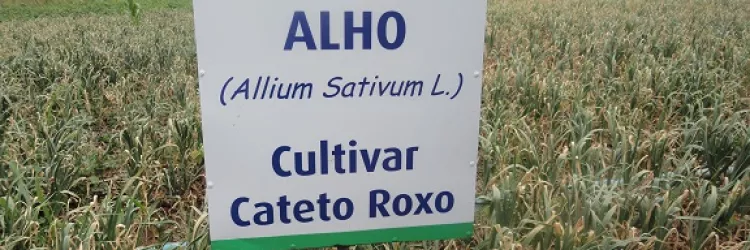 ALHO
(Allium Sativum L.)
Cultivar
Cateto Roxo